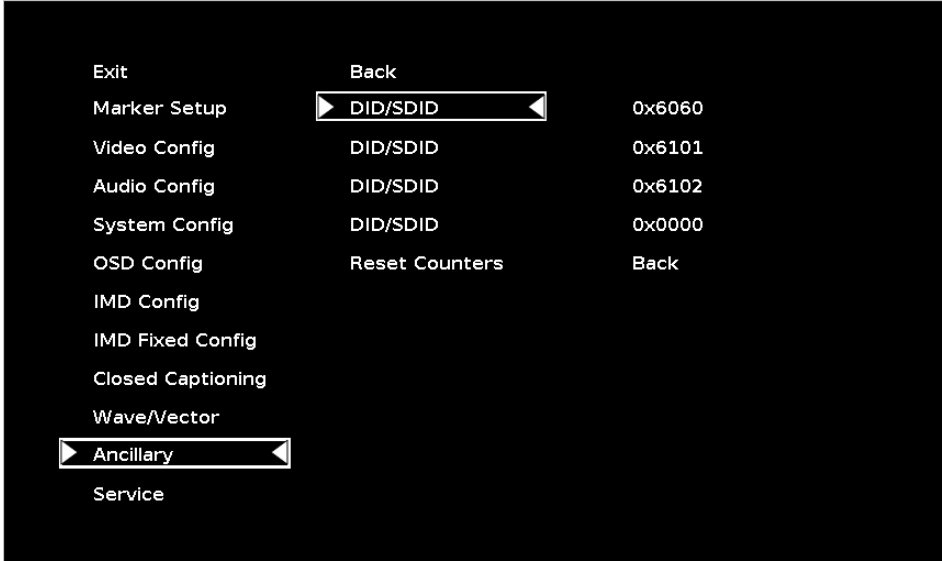 Exit Back
Marker Setup DID/SDID 0x6060
Video Config DID/SDID 0x6101
Audio Config DID/SDID 0x6102
System Config DID/SDID 0x0000
OSD Config Reset Counters Back
IMD Config
IMD Fixed Config
Closed Captioning
Wave/Vector
Ancillary
Service